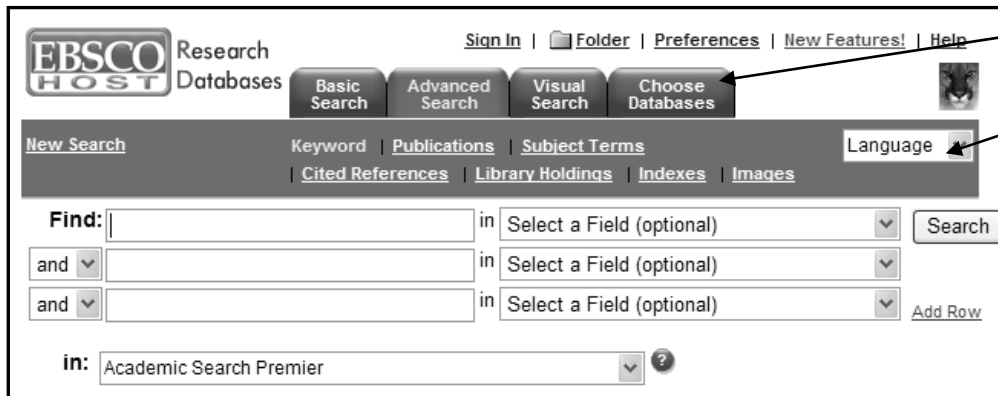 Sign In | Folder | Preferences | New Features! | Help
EBSCO HOST Research Databases
Basic Search
Advanced Search
Visual Search
Choose Databases
New Search
Keyword | Publications | Subject Terms
| Cited References | Library Holdings | Indexes | Images
Language
Find: in Select a Field (optional) Search
and in Select a Field (optional)
and in Select a Field (optional) Add Row
in: Academic Search Premier ?